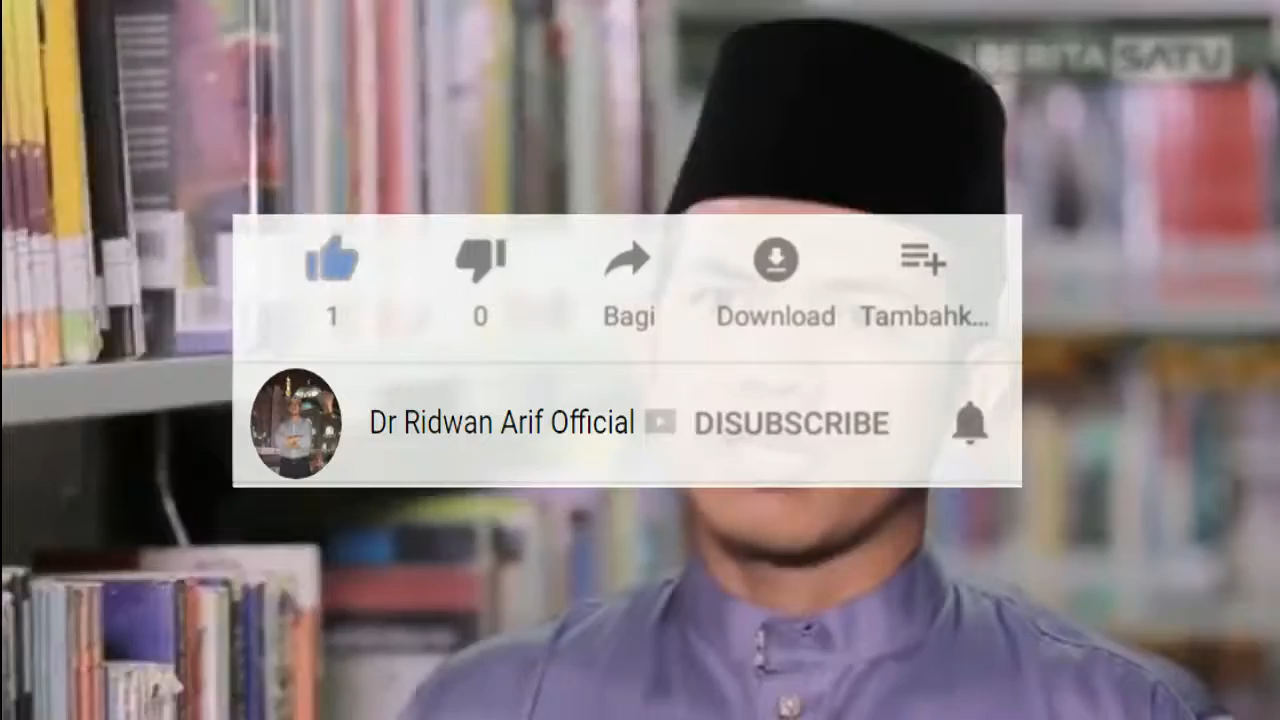 BERITA SATU
1 0 Bagi Download Tambahk...
Dr Ridwan Arif Official DISUBSCRIBE